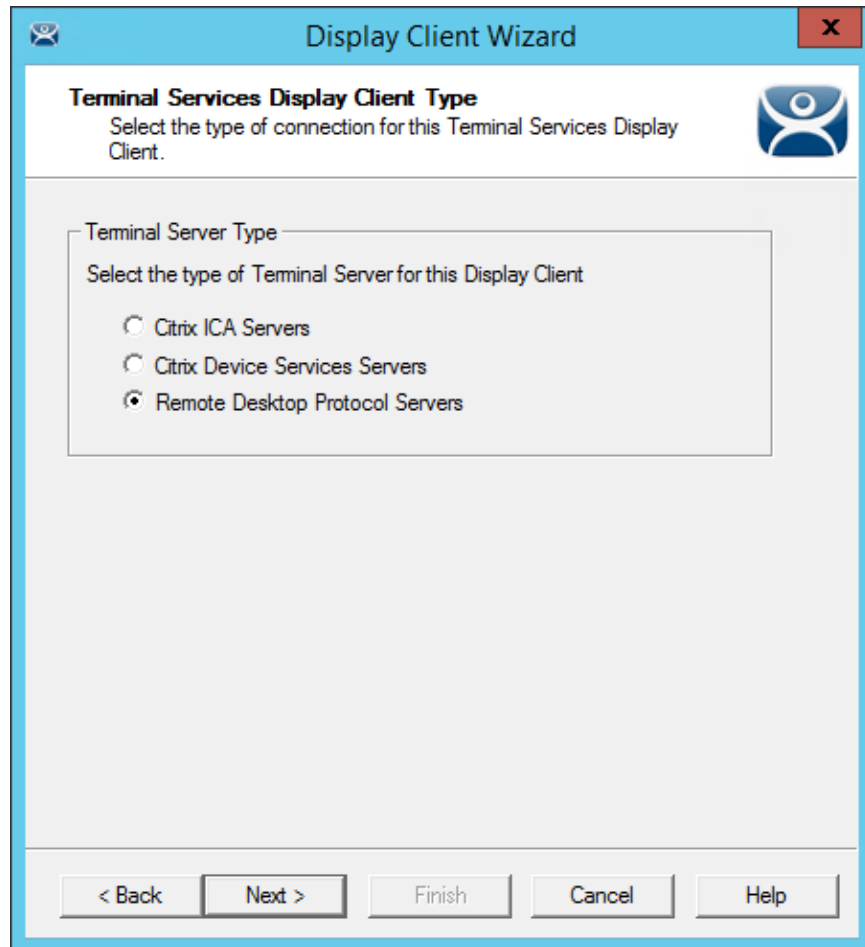 Display Client Wizard
x
Terminal Services Display Client Type
Select the type of connection for this Terminal Services Display
Client.
Terminal Server Type
Select the type of Terminal Server for this Display Client
Citrix ICA Servers
Citrix Device Services Servers
Remote Desktop Protocol Servers
< Back Next > Finish Cancel Help